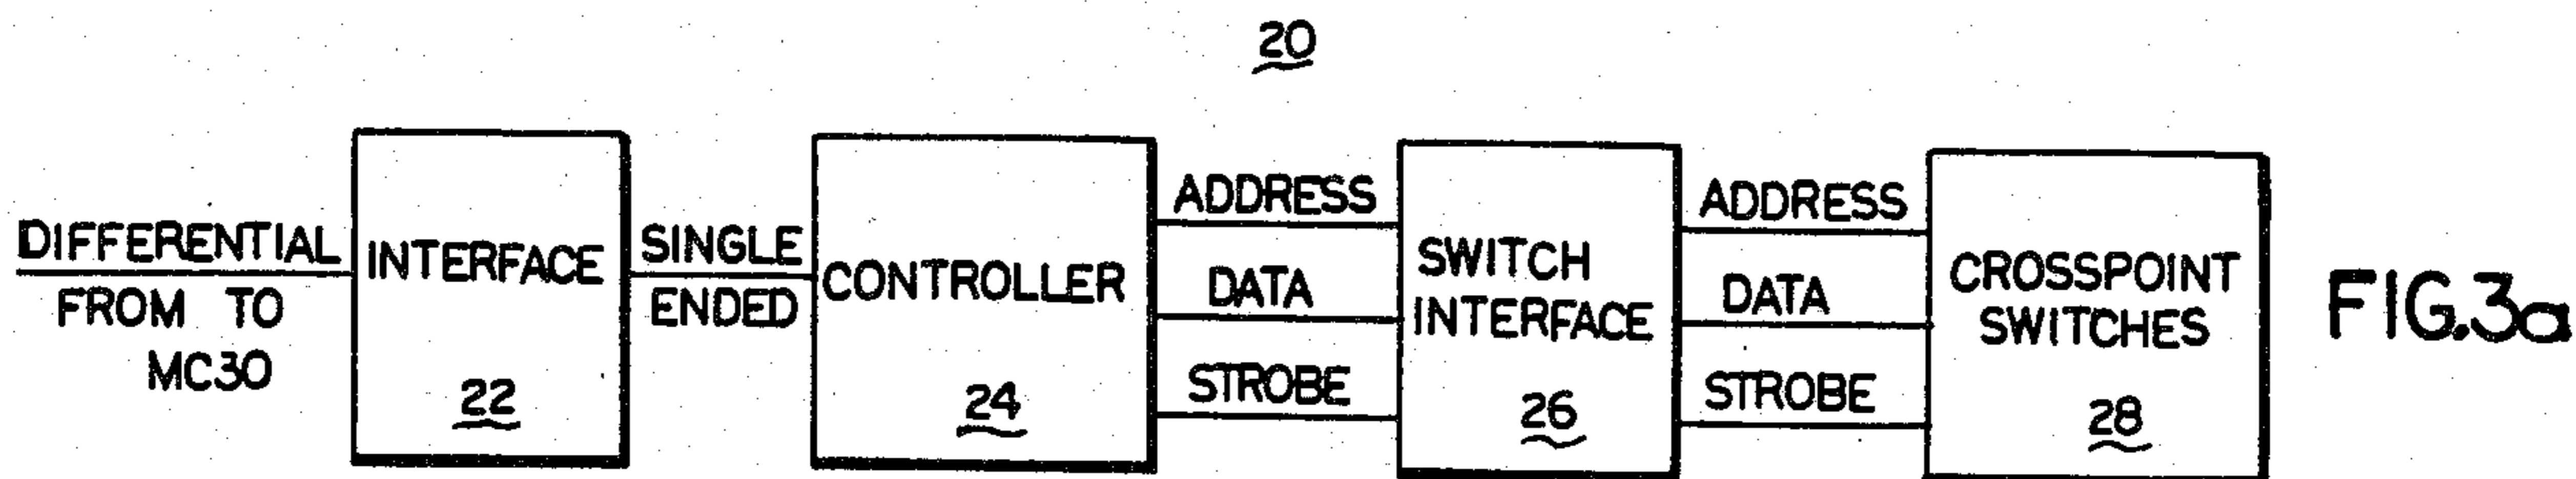 20
DIFFERENTIAL
FROM TO
MC30
INTERFACE
22
SINGLE
ENDED
CONTROLLER
24
ADDRESS
DATA
STROBE
SWITCH
INTERFACE
26
ADDRESS
DATA
STROBE
CROSSPOINT
SWITCHES
28
FIG.3a